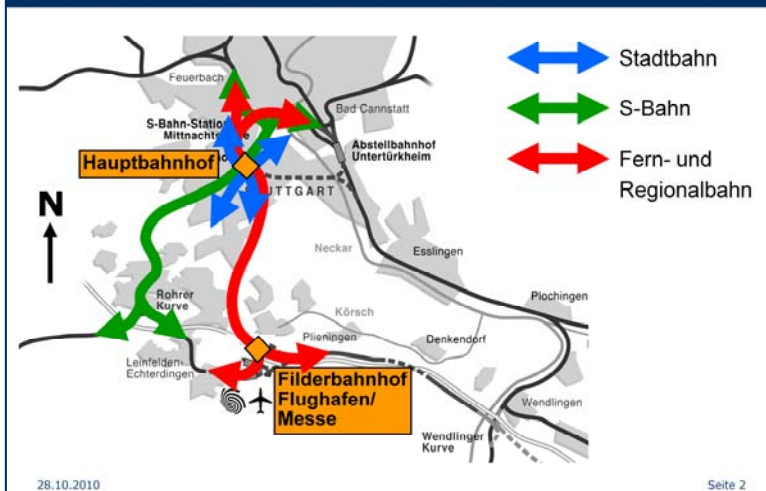 Feuerbach
Bad Cannstatt
S-Bahn-Station
Abstellbahnhof
Untertürkheim
Hauptbahnhof
N
Neckar
Esslingen
Plochingen
Rohrer
Kurve
Körsch
Plieningen
Denkendorf
Leinfelden-
Echterdingen
Filderbahnhof
Flughafen/
Messe
Wendlingen
Wendlinger
Kurve
Stadtbahn
S-Bahn
Fern- und
Regionalbahn
28.10.2010
Seite 2